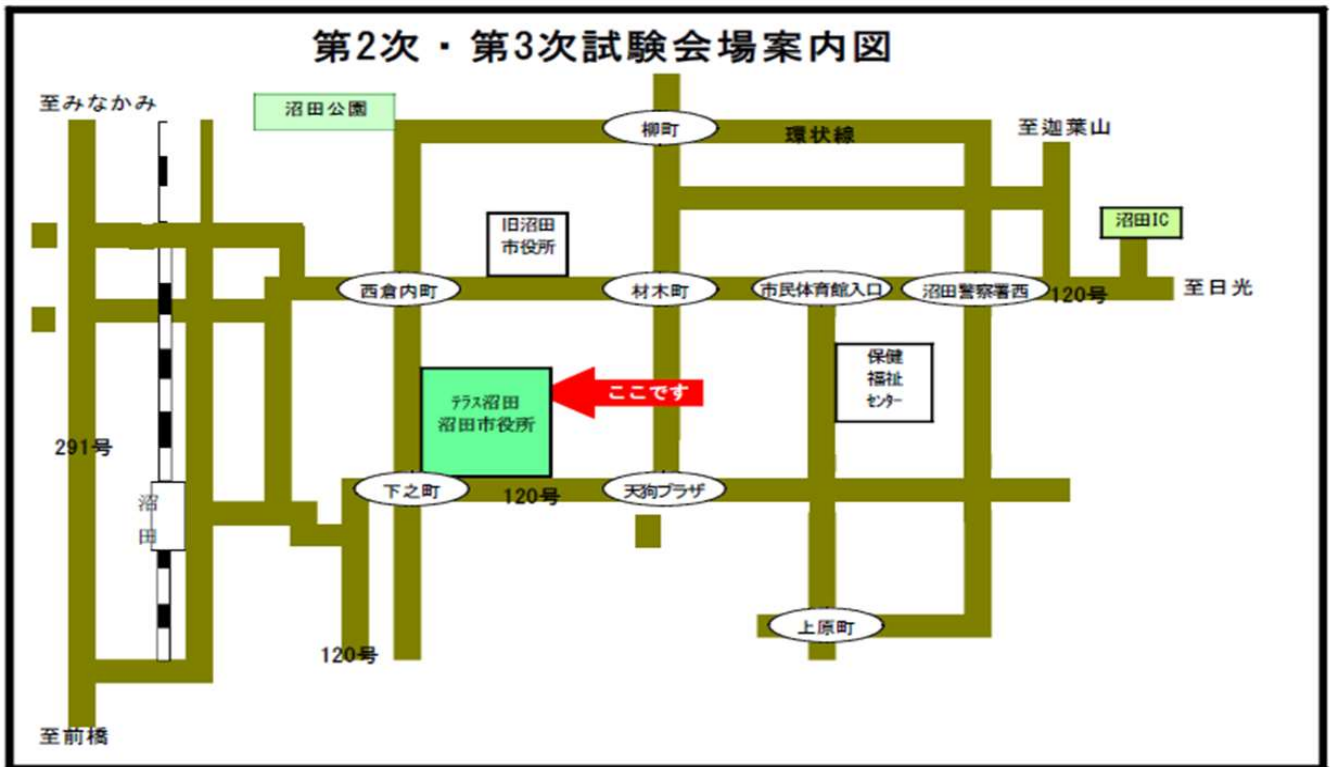 第2次・第3次試験会場案内図
至みなかみ
沼田公園
柳町
環状線
至迦葉山
旧沼田
市役所
沼田IC
西倉内町
材木町
市民体育館入口
沼田警察署西
120号
至日光
保健
福祉
ｾﾝﾀｰ
ﾃﾗｽ沼田
沼田市役所
ここです
291号
沼
田
下之町
120号
天狗プラザ
上原町
120号
至前橋